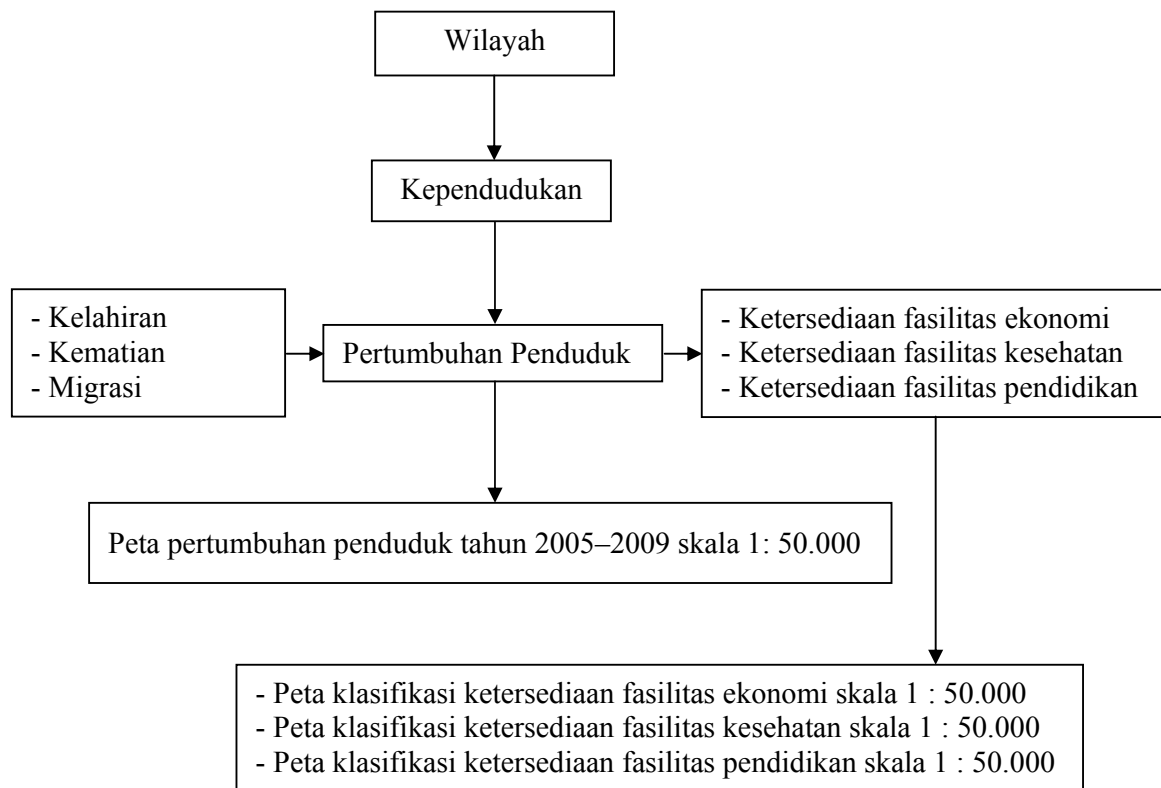 Wilayah
Kependudukan
- Kelahiran
- Kematian
- Migrasi
Pertumbuhan Penduduk
- Ketersediaan fasilitas ekonomi
- Ketersediaan fasilitas kesehatan
- Ketersediaan fasilitas pendidikan
Peta pertumbuhan penduduk tahun 2005–2009 skala 1: 50.000
- Peta klasifikasi ketersediaan fasilitas ekonomi skala 1 : 50.000
- Peta klasifikasi ketersediaan fasilitas kesehatan skala 1 : 50.000
- Peta klasifikasi ketersediaan fasilitas pendidikan skala 1 : 50.000